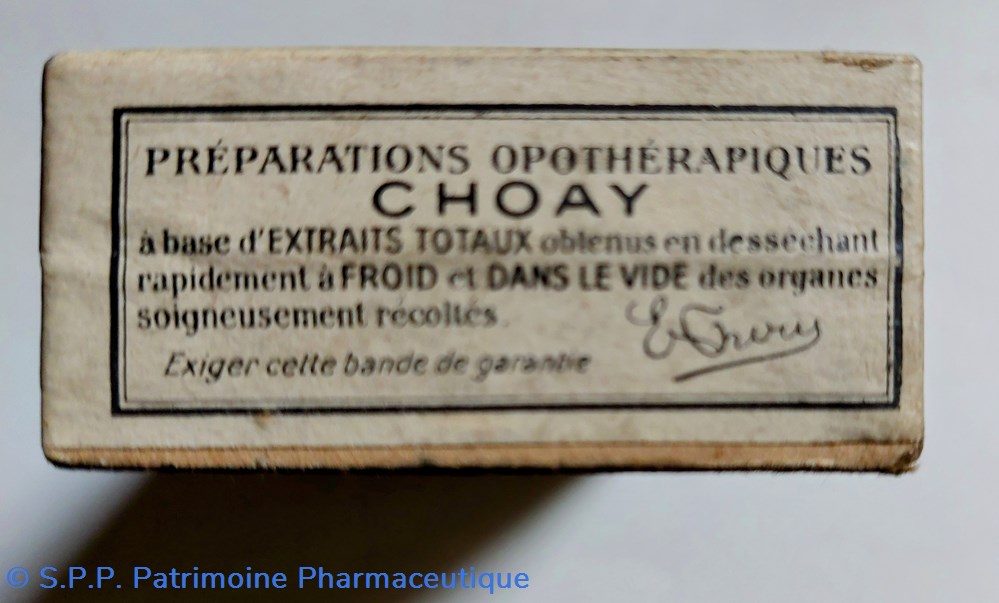 PRÉPARATIONS OPOTHÉRAPIQUES
CHOAY
à base d'EXTRAITS TOTAUX obtenus en desséchant
rapidement à FROID et DANS LE VIDE des organes
soigneusement récoltés.
Exiger cette bande de garantie
© S.P.P. Patrimoine Pharmaceutique